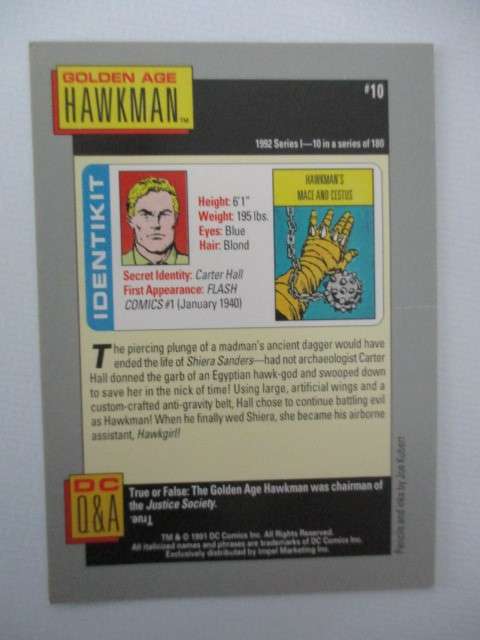 GOLDEN AGE
HAWKMAN™
#10
1992 Series I—10 in a series of 180
IDENTIKIT
Height: 6'1"
Weight: 195 lbs.
Eyes: Blue
Hair: Blond
HAWKMAN'S
MACE AND CESTUS
Secret Identity: Carter Hall
First Appearance: FLASH
COMICS #1 (January 1940)
The piercing plunge of a madman's ancient dagger would have
ended the life of Shiera Sanders—had not archaeologist Carter
Hall donned the garb of an Egyptian hawk-god and swooped down
to save her in the nick of time! Using large, artificial wings and a
custom-crafted anti-gravity belt, Hall chose to continue battling evil
as Hawkman! When he finally wed Shiera, she became his airborne
assistant, Hawkgirl!
DC
Q&A
True or False: The Golden Age Hawkman was chairman of
the Justice Society.
True.
TM & © 1991 DC Comics Inc. All Rights Reserved.
All italicized names and phrases are trademarks of DC Comics Inc.
Exclusively distributed by Impel Marketing Inc.
Pencils and inks by Joe Kubert